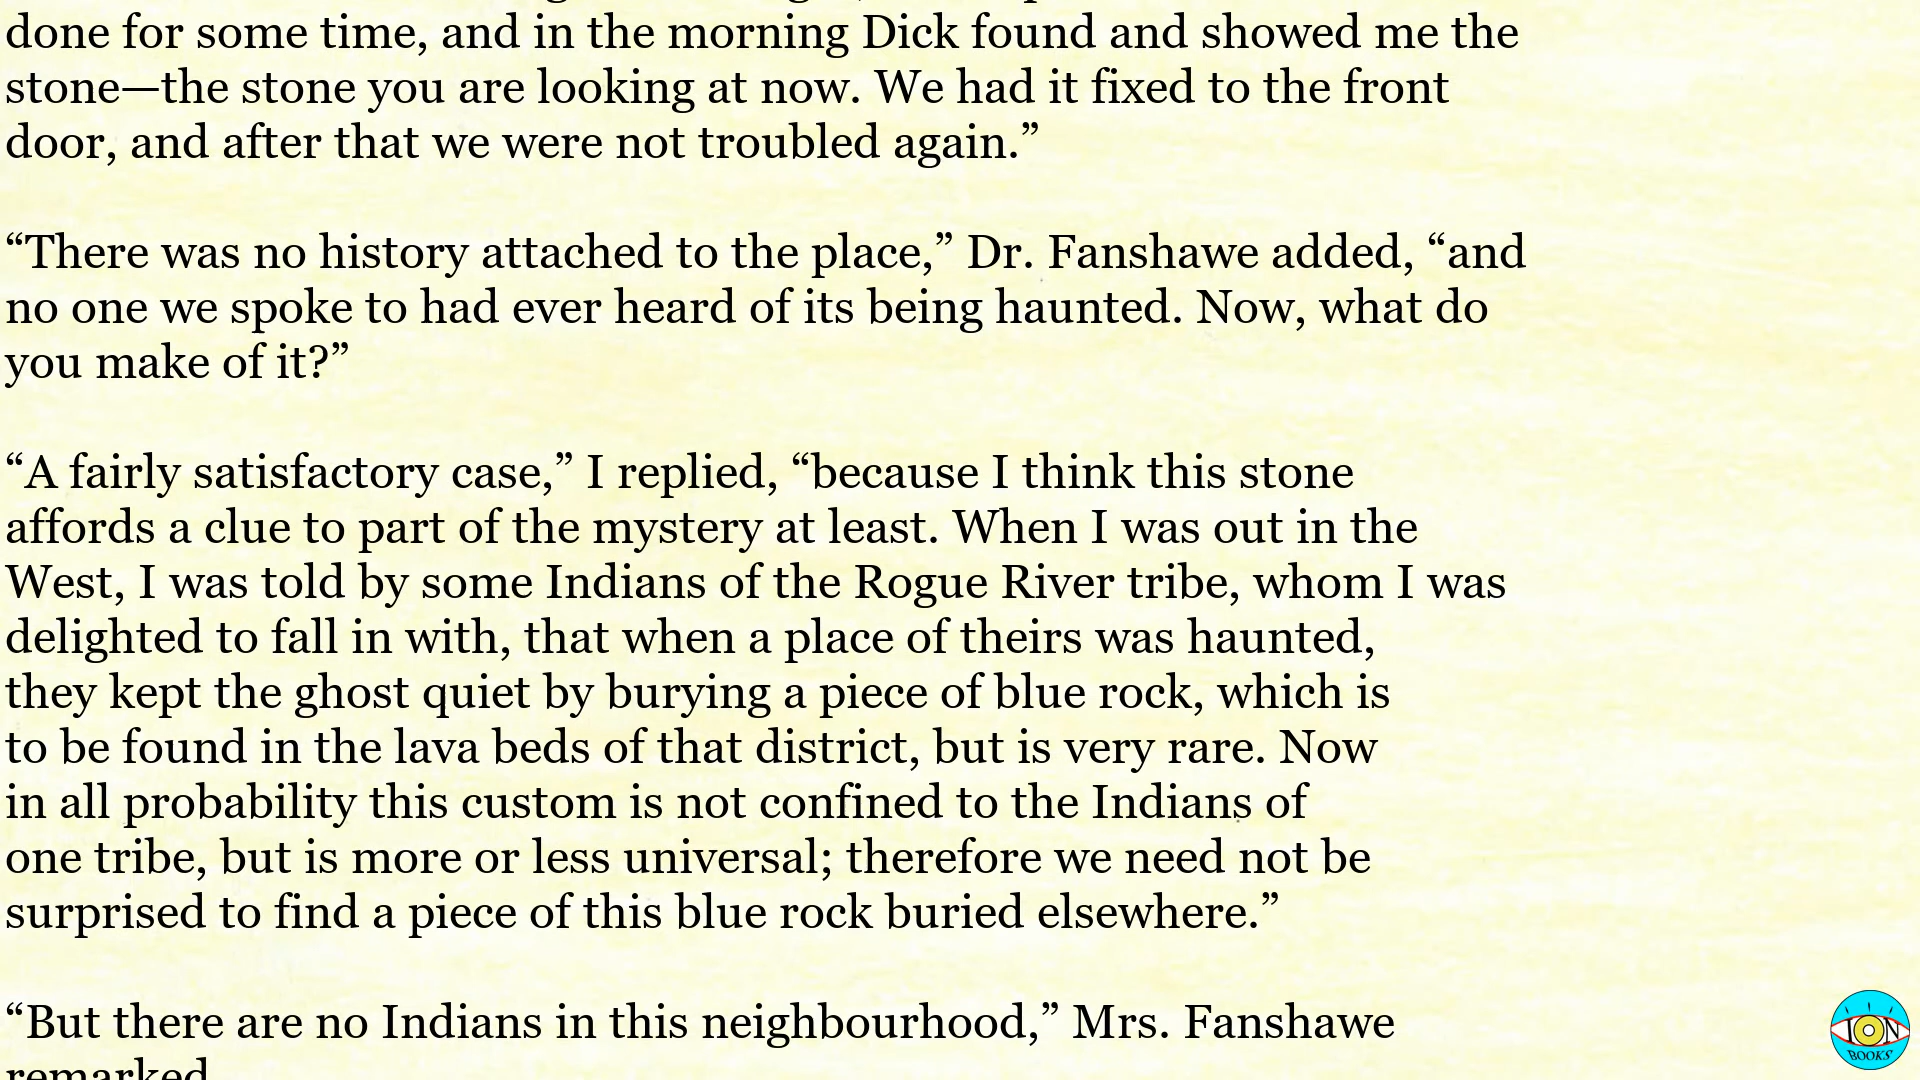 done for some time, and in the morning Dick found and showed me the
stone—the stone you are looking at now. We had it fixed to the front
door, and after that we were not troubled again.”
“There was no history attached to the place,” Dr. Fanshawe added, “and
no one we spoke to had ever heard of its being haunted. Now, what do
you make of it?”
“A fairly satisfactory case,” I replied, “because I think this stone
affords a clue to part of the mystery at least. When I was out in the
West, I was told by some Indians of the Rogue River tribe, whom I was
delighted to fall in with, that when a place of theirs was haunted,
they kept the ghost quiet by burying a piece of blue rock, which is
to be found in the lava beds of that district, but is very rare. Now
in all probability this custom is not confined to the Indians of
one tribe, but is more or less universal; therefore we need not be
surprised to find a piece of this blue rock buried elsewhere.”
“But there are no Indians in this neighbourhood,” Mrs. Fanshawe
remarked.
ION
BOOKS